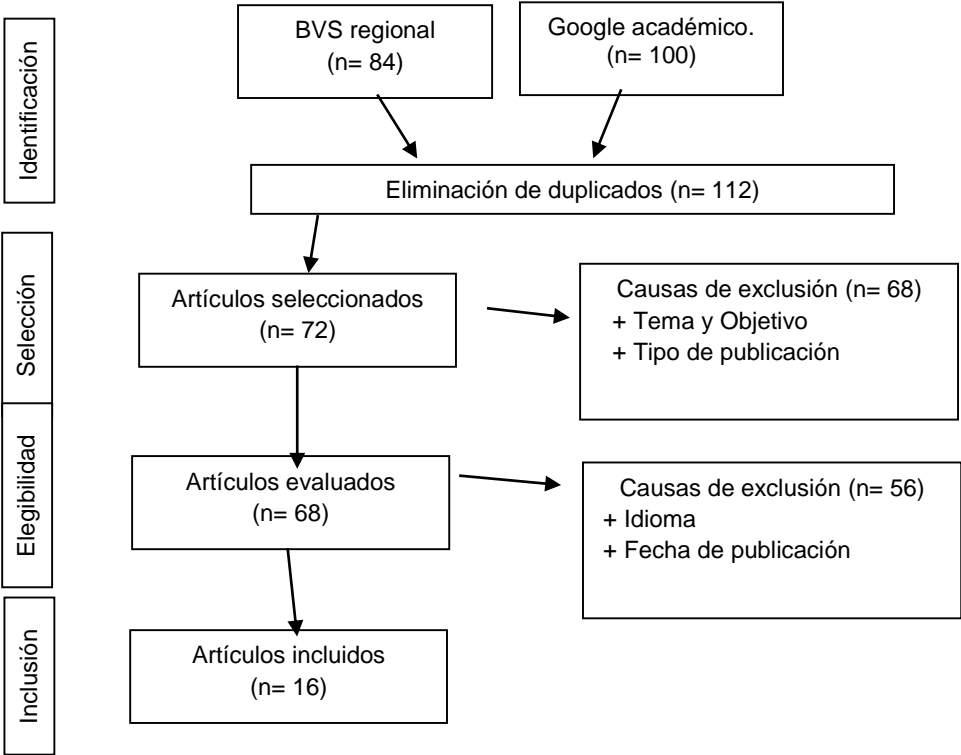 Identificación
BVS regional
(n= 84)
Google académico.
(n= 100)
Eliminación de duplicados (n= 112)
Selección
Artículos seleccionados
(n= 72)
Causas de exclusión (n= 68)
+ Tema y Objetivo
+ Tipo de publicación
Elegibilidad
Artículos evaluados
(n= 68)
Causas de exclusión (n= 56)
+ Idioma
+ Fecha de publicación
Inclusión
Artículos incluidos
(n= 16)